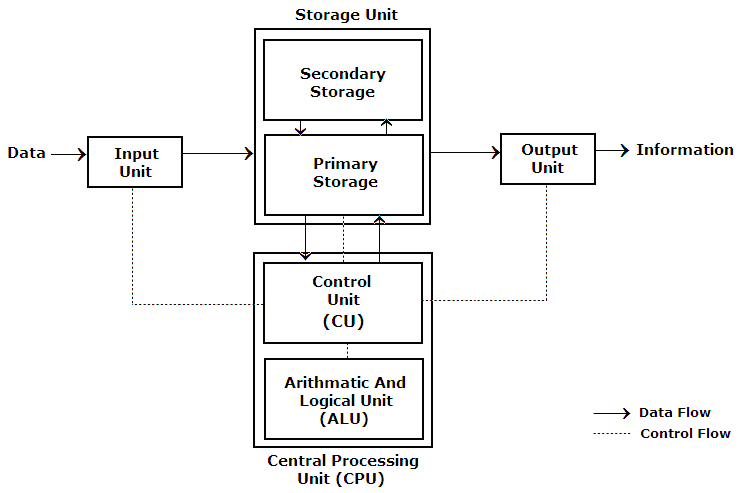 Storage Unit
Secondary
Storage
Data
Input
Unit
Primary
Storage
Output
Unit
Information
Control
Unit
(CU)
Arithmatic And
Logical Unit
(ALU)
Central Processing
Unit (CPU)
Data Flow
Control Flow